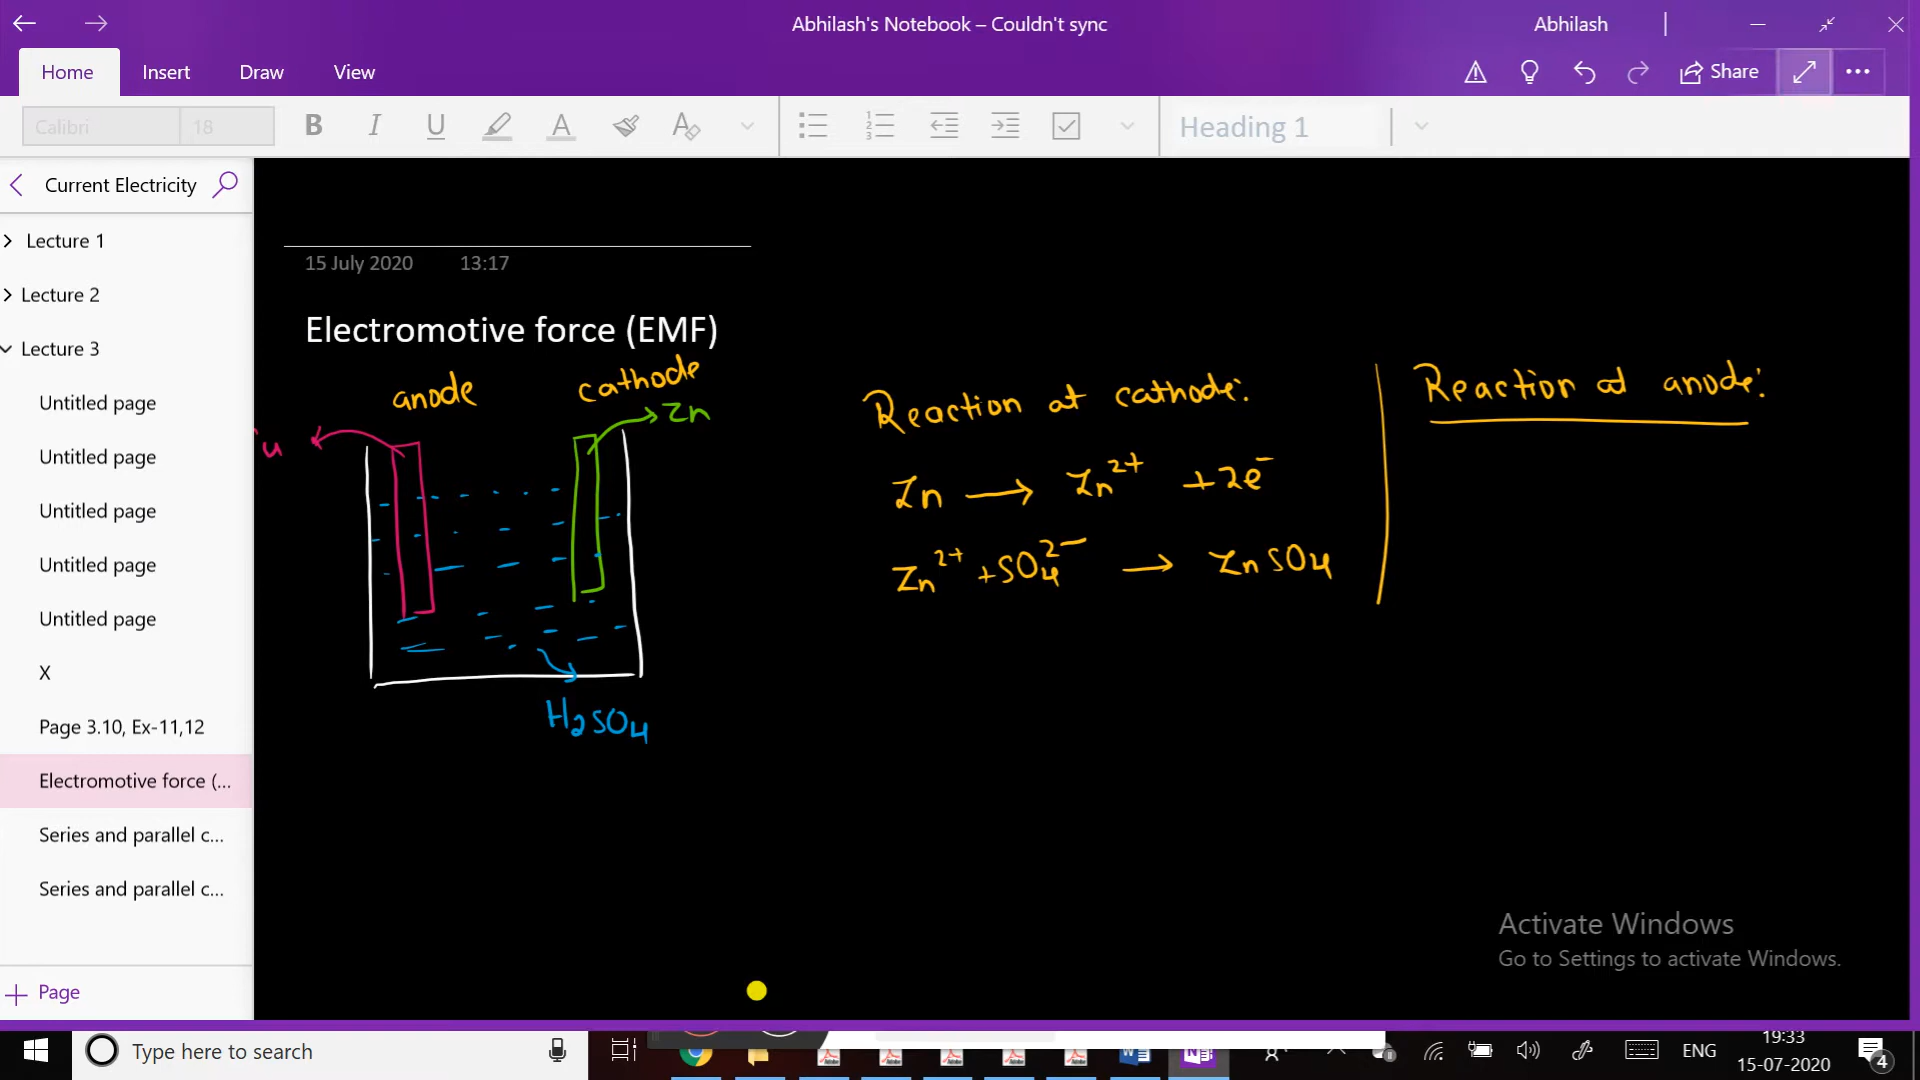 Abhilash's Notebook – Couldn't sync
Abhilash
Home Insert Draw View
Share
Calibri 18
B I U A
Heading 1
Current Electricity
Lecture 1
Lecture 2
Lecture 3
Untitled page
Untitled page
Untitled page
Untitled page
Untitled page
X
Page 3.10, Ex-11,12
Electromotive force (...
Series and parallel c...
Series and parallel c...
+ Page
15 July 2020 13:17
Electromotive force (EMF)
anode
cathode
Zn
u
H₂SO₄
Reaction at cathode:
Zn → Zn²⁺ + 2e⁻
Zn²⁺ + SO₄²⁻ → ZnSO₄
Reaction at anode:
Activate Windows
Go to Settings to activate Windows.
Type here to search
ENG
19:33
15-07-2020
4